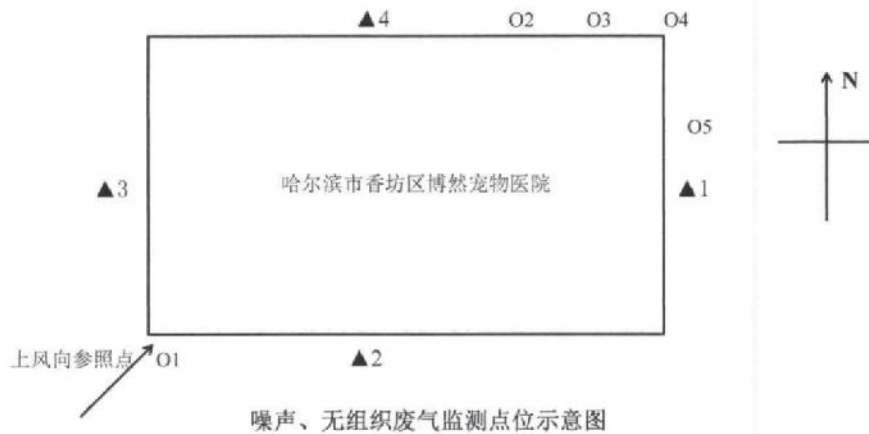 ▲4 O2 O3 O4
N
O5
▲3 哈尔滨市香坊区博然宠物医院 ▲1
上风向参照点 O1 ▲2
噪声、无组织废气监测点位示意图